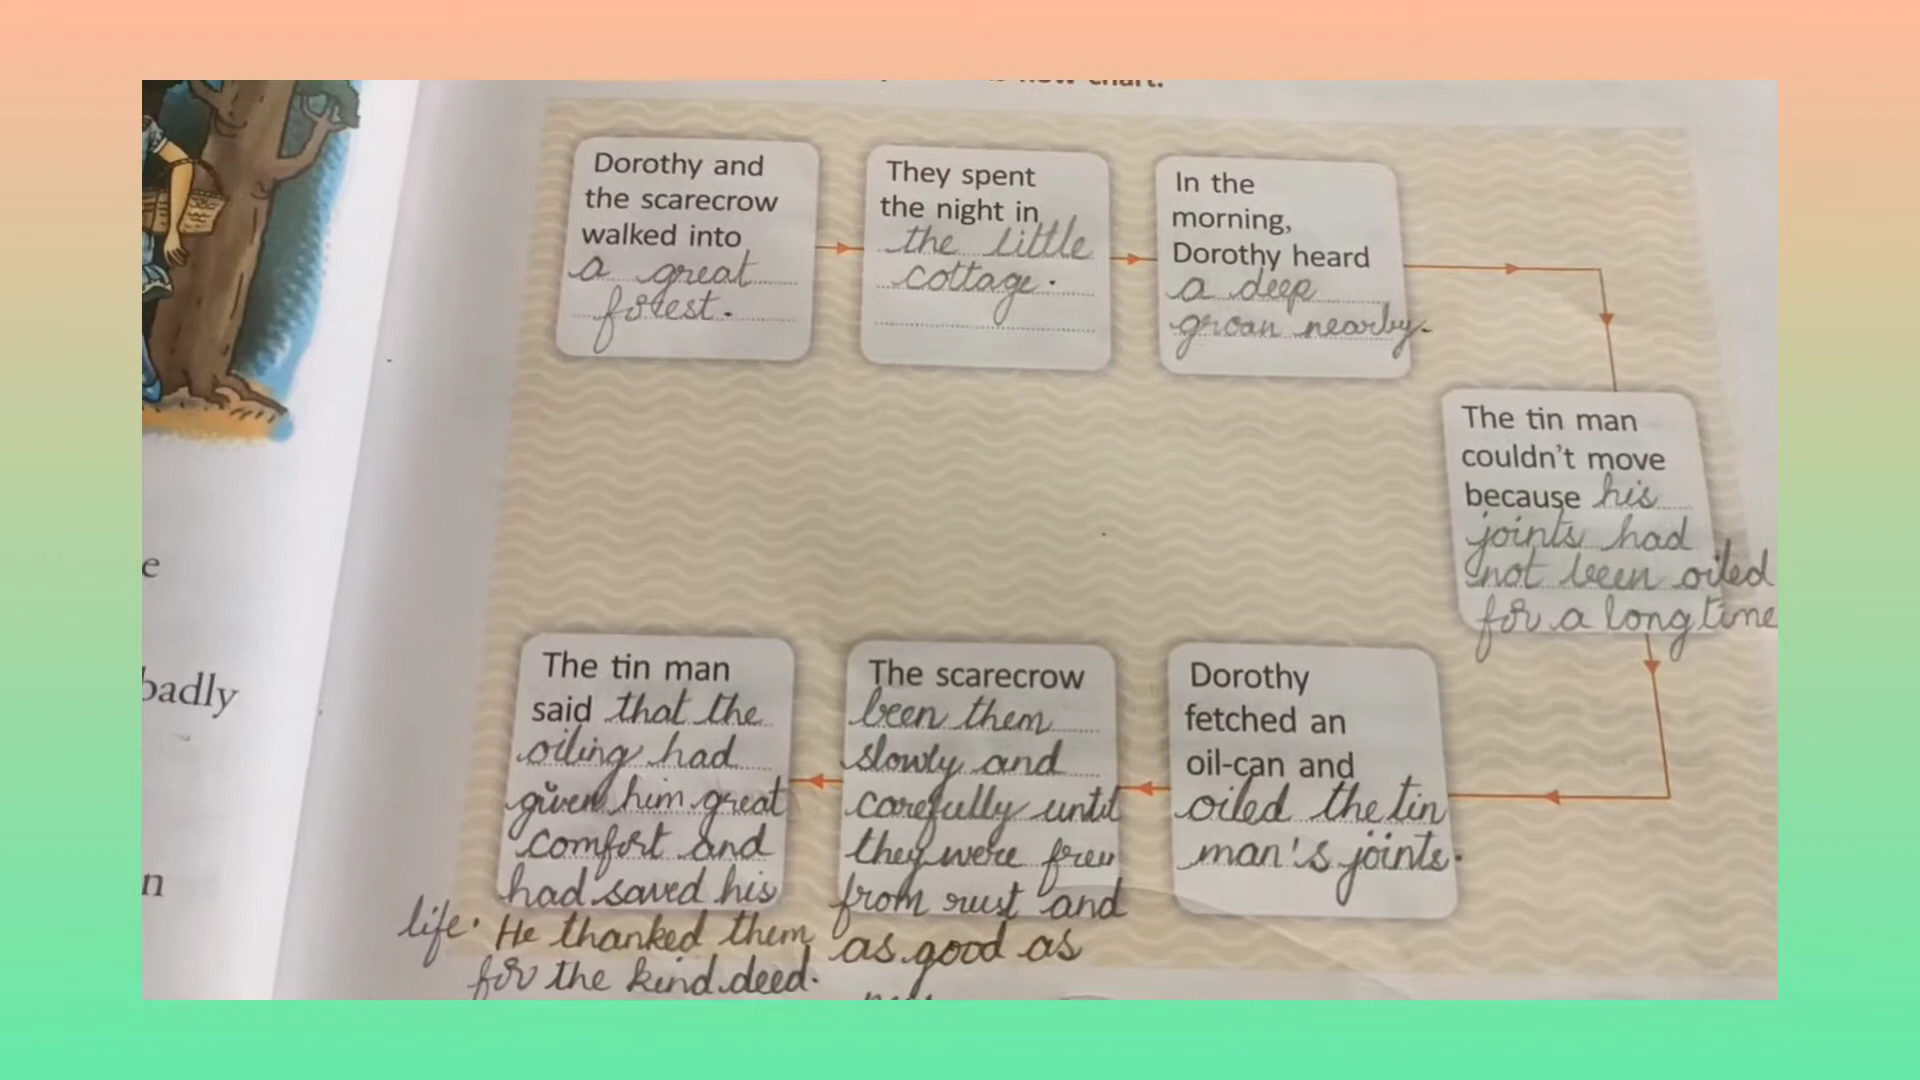 flow chart.
Dorothy and
the scarecrow
walked into
a great
forest.
They spent
the night in
the little
cottage.
In the
morning,
Dorothy heard
a deep
groan nearby.
The tin man
couldn't move
because his
joints had
not been oiled
for a long time
Dorothy
fetched an
oil-can and
oiled the tin
man's joints.
The scarecrow
been them
slowly and
carefully until
they were free
from rust and
as good as
The tin man
said that the
oiling had
given him great
comfort and
had saved his
life. He thanked them
for the kind deed.
e
badly
n